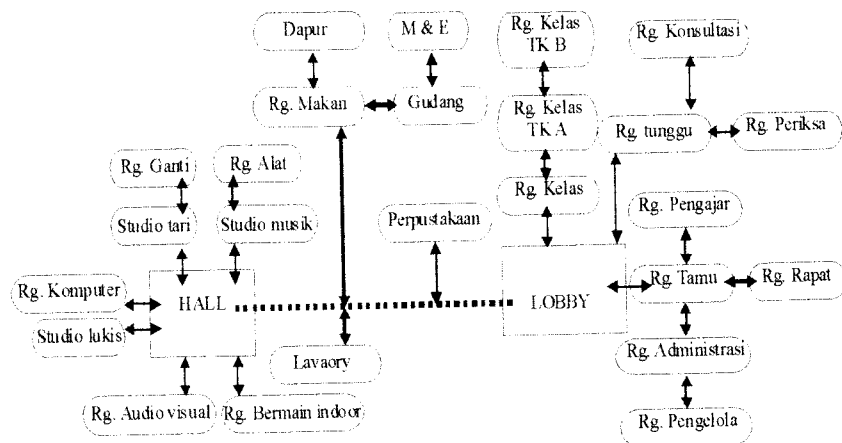 Dapur
M & E
Rg. Kelas
TK B
Rg. Konsultasi
Rg. Makan
Gudang
Rg. Kelas
TK A
Rg. tunggu
Rg. Periksa
Rg. Ganti
Rg. Alat
Rg. Kelas
Studio tari
Studio musik
Perpustakaan
Rg. Pengajar
Rg. Komputer
HALL
LOBBY
Rg. Tamu
Rg. Rapat
Studio lukis
Lavaory
Rg. Administrasi
Rg. Audio visual
Rg. Bermain indoor
Rg. Pengelola